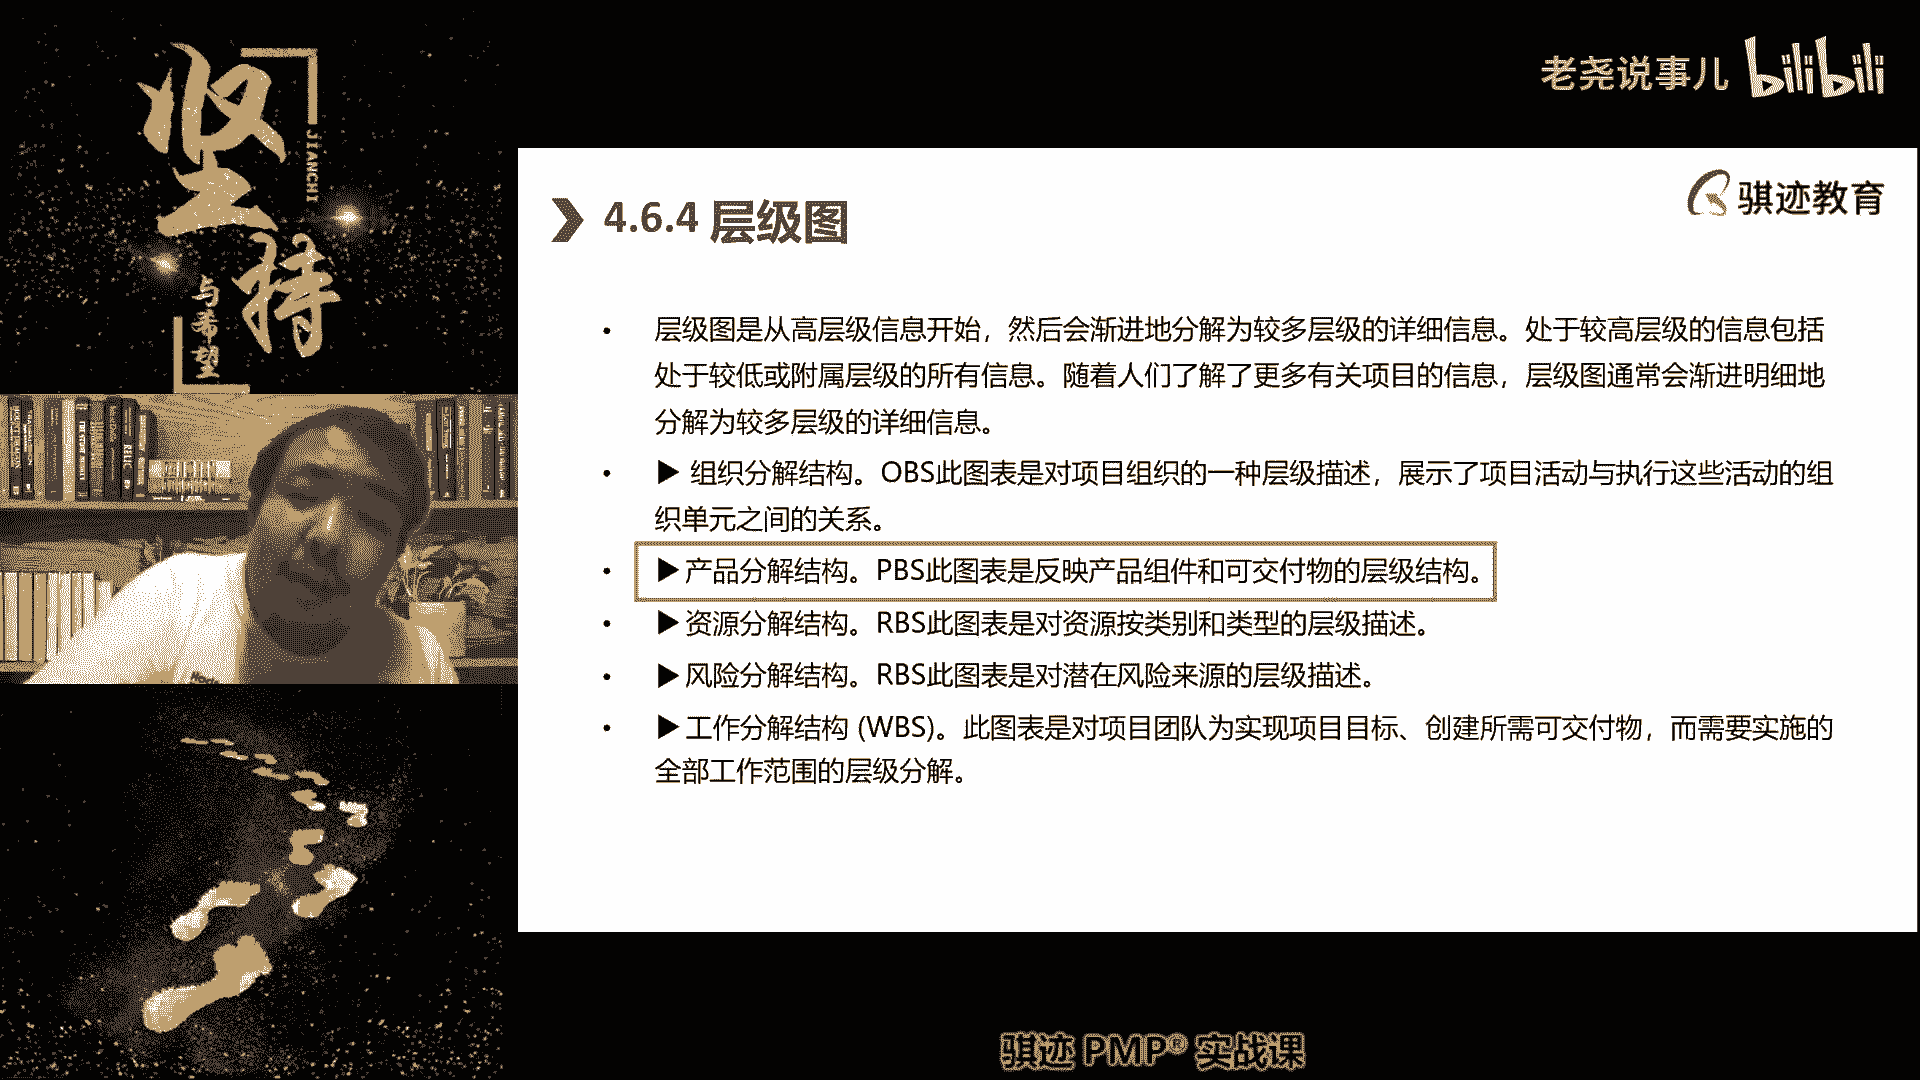 坚持
JIANCHI
与希望
老尧说事儿 bilibili
骐迹教育
4.6.4 层级图
• 层级图是从高层级信息开始，然后会渐进地分解为较多层级的详细信息。处于较高层级的信息包括
处于较低或附属层级的所有信息。随着人们了解了更多有关项目的信息，层级图通常会渐进明细地
分解为较多层级的详细信息。
• ▶ 组织分解结构。OBS此图表是对项目组织的一种层级描述，展示了项目活动与执行这些活动的组
织单元之间的关系。
• ▶产品分解结构。PBS此图表是反映产品组件和可交付物的层级结构。
• ▶资源分解结构。RBS此图表是对资源按类别和类型的层级描述。
• ▶风险分解结构。RBS此图表是对潜在风险来源的层级描述。
• ▶工作分解结构 (WBS)。此图表是对项目团队为实现项目目标、创建所需可交付物，而需要实施的
全部工作范围的层级分解。
骐迹 PMP® 实战课